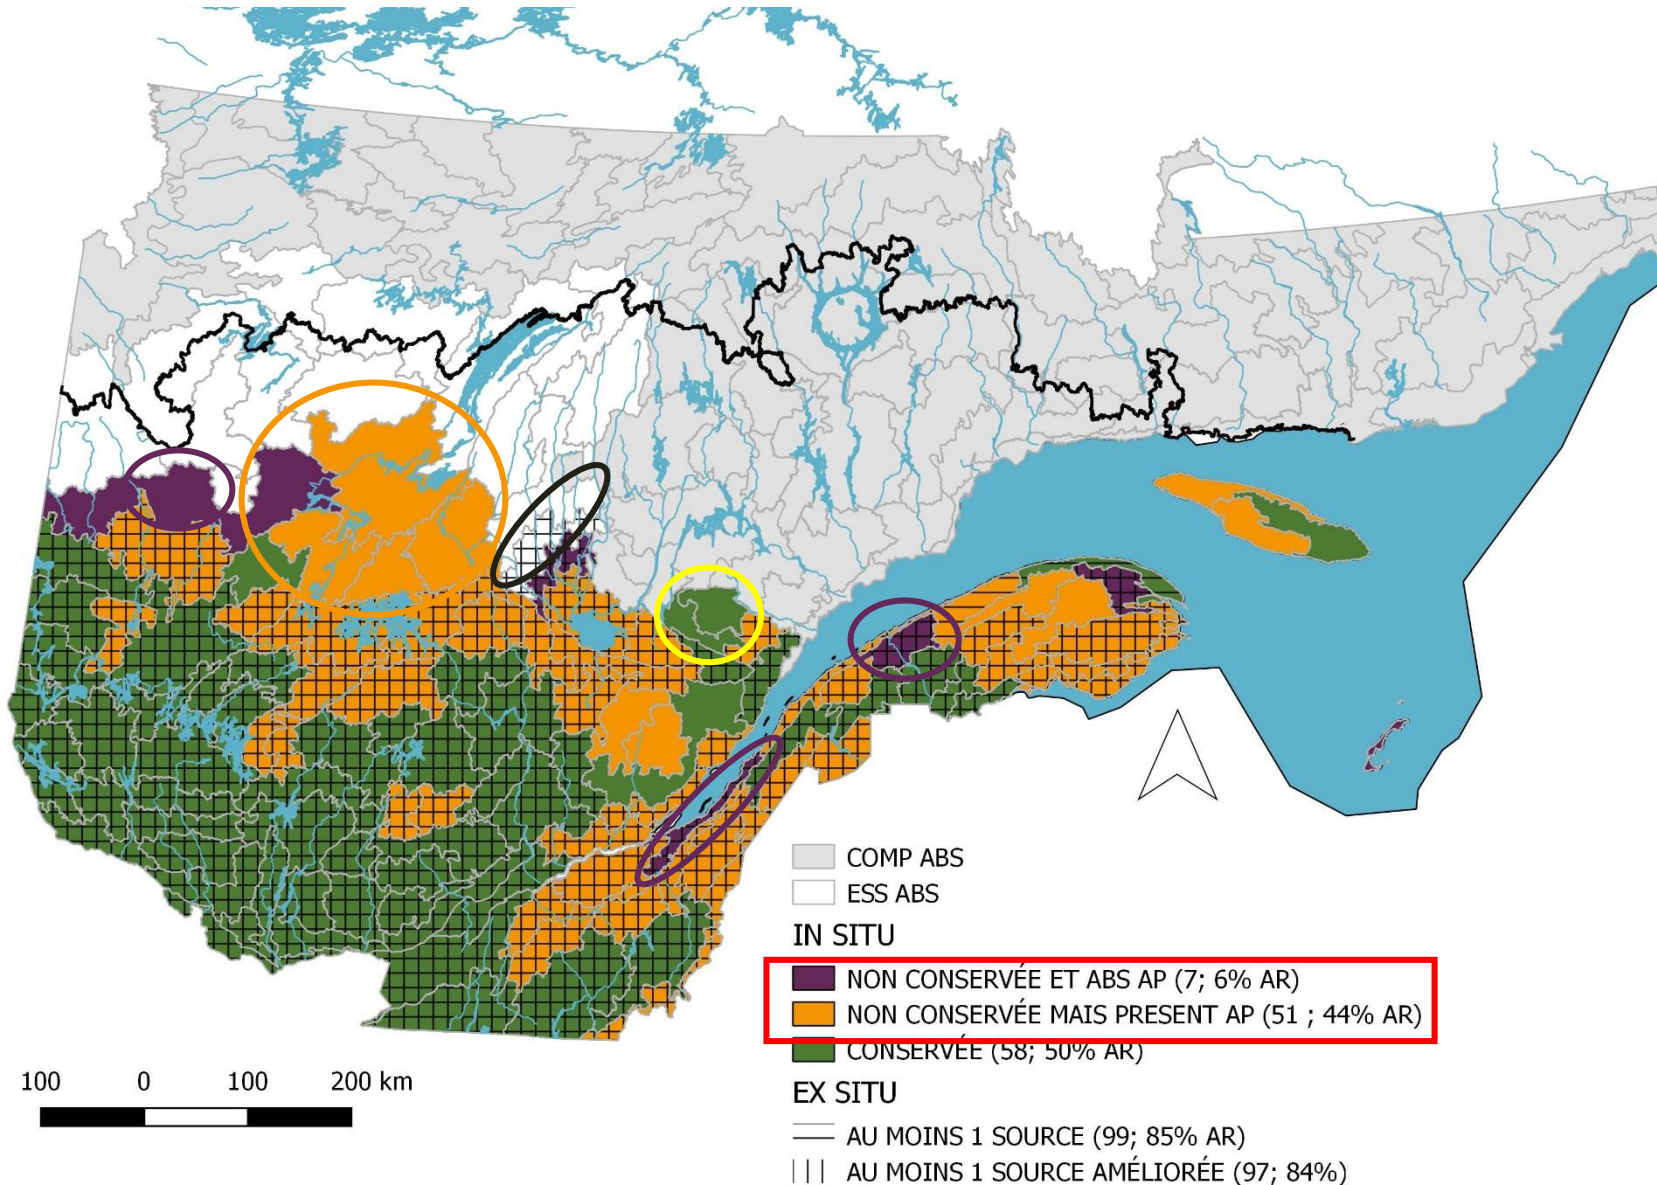 COMP ABS
ESS ABS
IN SITU
NON CONSERVÉE ET ABS AP (7; 6% AR)
NON CONSERVÉE MAIS PRESENT AP (51 ; 44% AR)
CONSERVÉE (58; 50% AR)
100 0 100 200 km
EX SITU
AU MOINS 1 SOURCE (99; 85% AR)
AU MOINS 1 SOURCE AMÉLIORÉE (97; 84%)